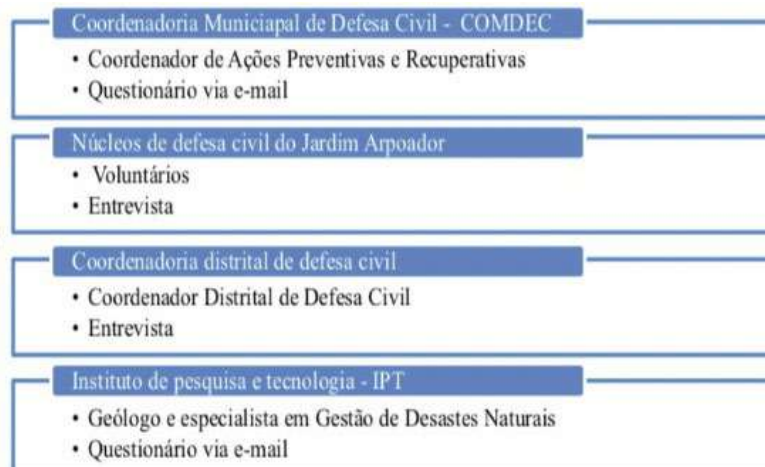 Coordenadoria Municiapal de Defesa Civil - COMDEC
• Coordenador de Ações Preventivas e Recuperativas
• Questionário via e-mail
Núcleos de defesa civil do Jardim Arpoador
• Voluntários
• Entrevista
Coordenadoria distrital de defesa civil
• Coordenador Distrital de Defesa Civil
• Entrevista
Instituto de pesquisa e tecnologia - IPT
• Geólogo e especialista em Gestão de Desastes Naturais
• Questionário via e-mail